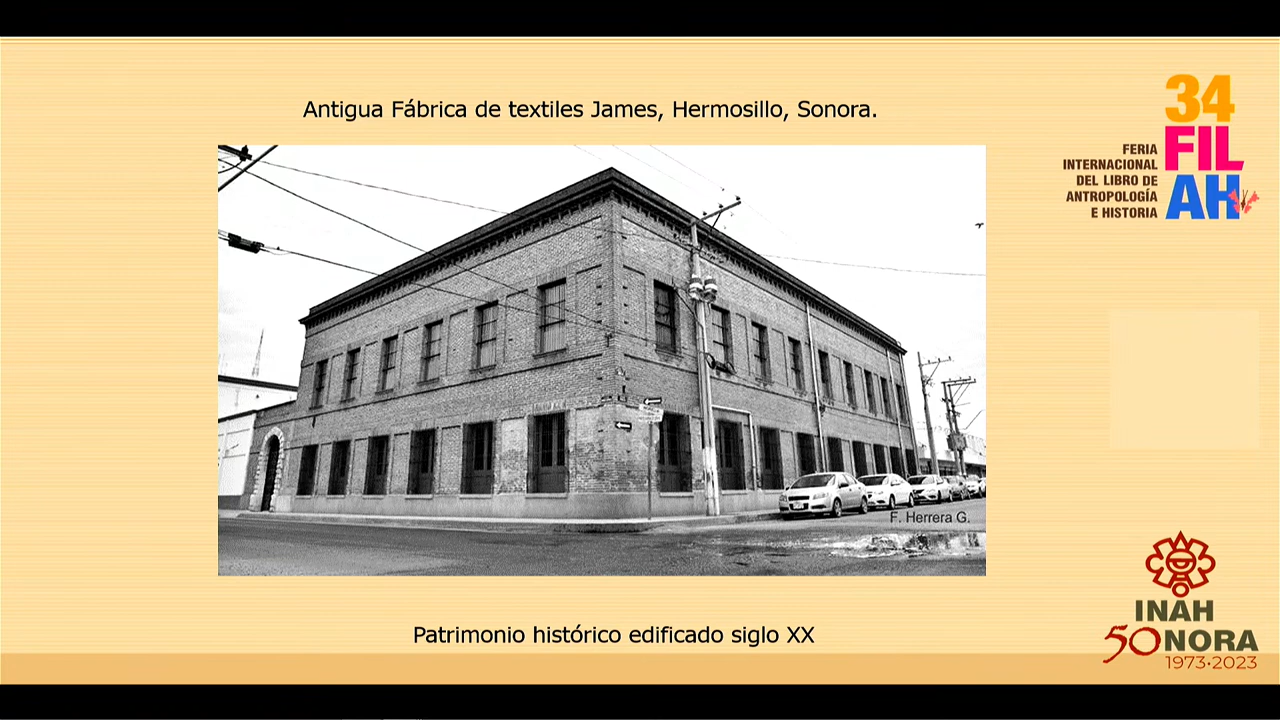 Antigua Fábrica de textiles James, Hermosillo, Sonora.
34
FIL
AH
FERIA
INTERNACIONAL
DEL LIBRO DE
ANTROPOLOGÍA
E HISTORIA
F. Herrera G.
Patrimonio histórico edificado siglo XX
INAH
50NORA
1973•2023